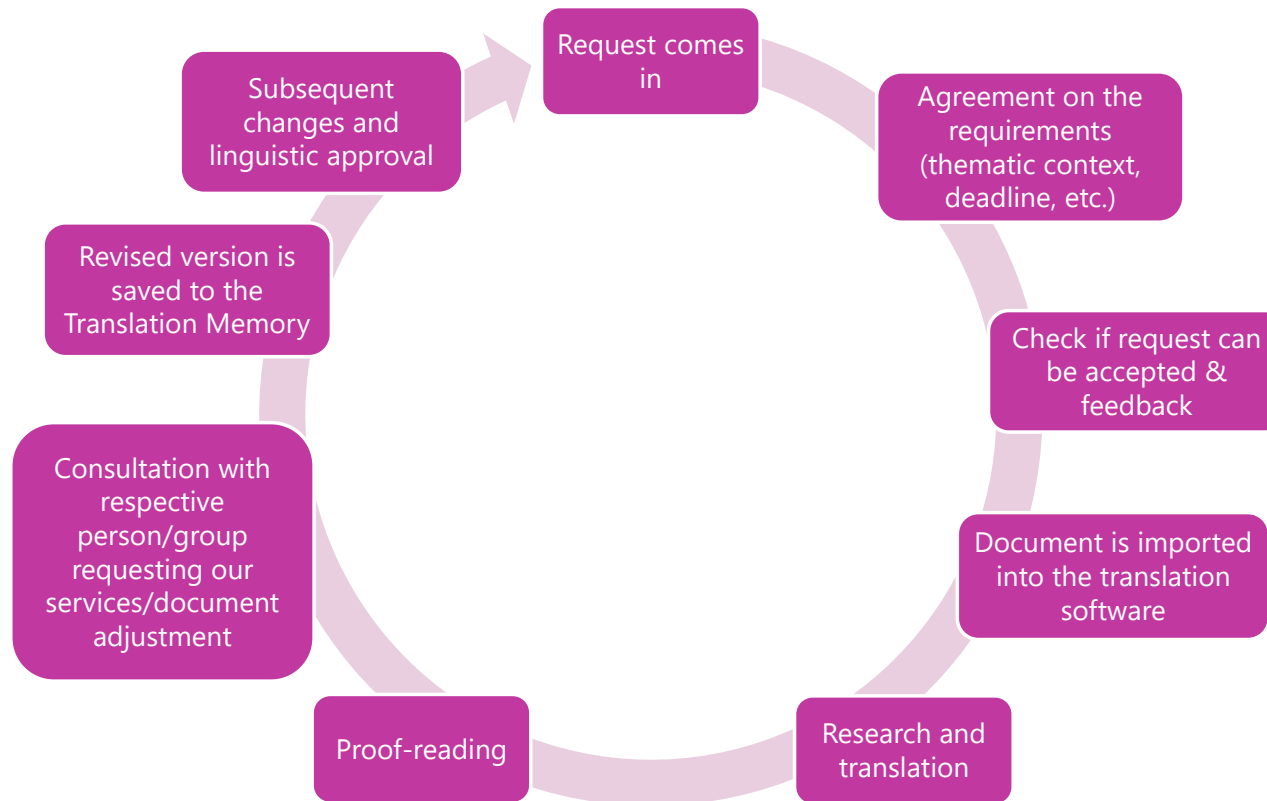 Request comes
in
Agreement on the
requirements
(thematic context,
deadline, etc.)
Check if request can
be accepted &
feedback
Document is imported
into the translation
software
Research and
translation
Proof-reading
Consultation with
respective
person/group
requesting our
services/document
adjustment
Revised version is
saved to the
Translation Memory
Subsequent
changes and
linguistic approval